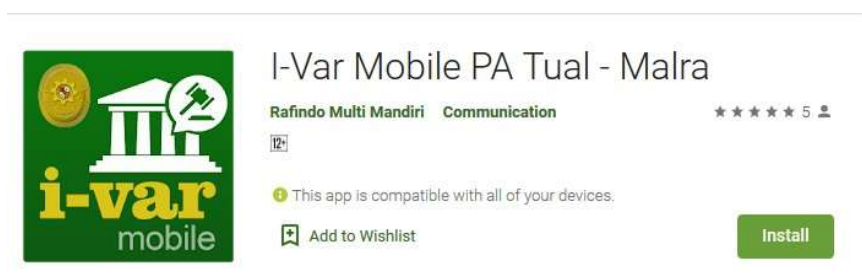 I-Var Mobile PA Tual - Malra
Rafindo Multi Mandiri Communication 5
12+
This app is compatible with all of your devices.
Add to Wishlist Install
i-var
mobile